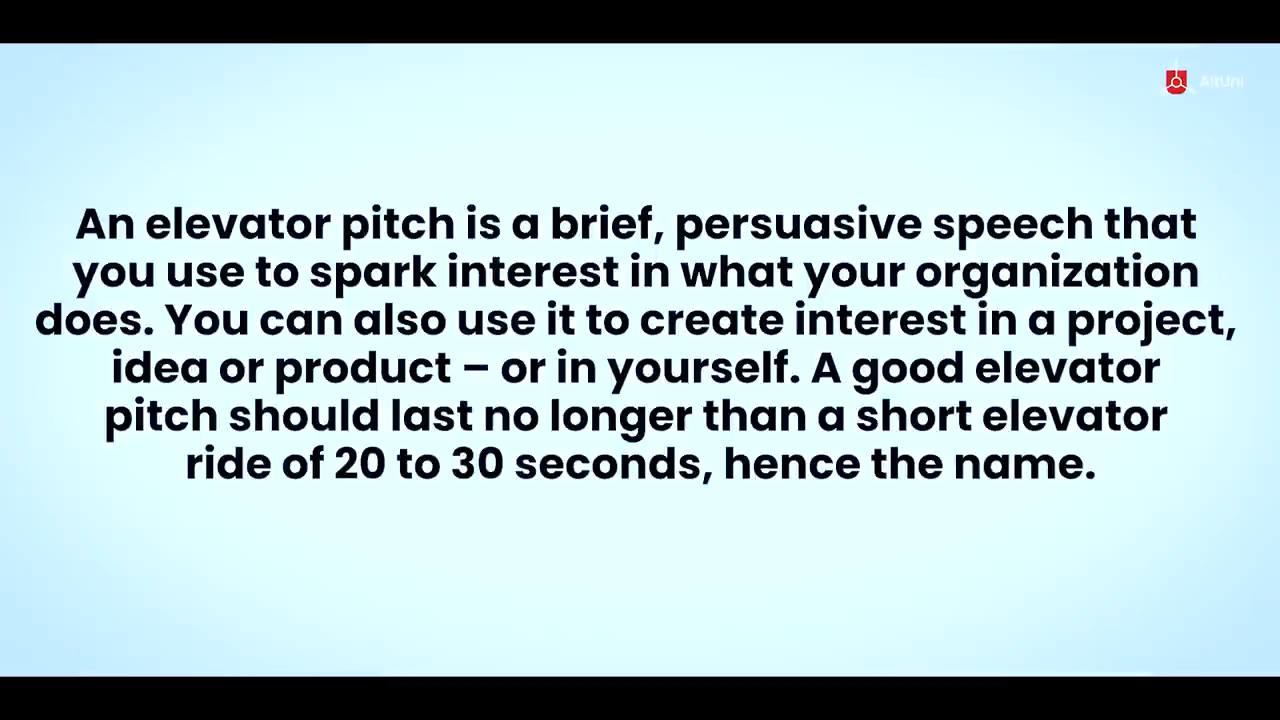 AltUni
An elevator pitch is a brief, persuasive speech that
you use to spark interest in what your organization
does. You can also use it to create interest in a project,
idea or product – or in yourself. A good elevator
pitch should last no longer than a short elevator
ride of 20 to 30 seconds, hence the name.